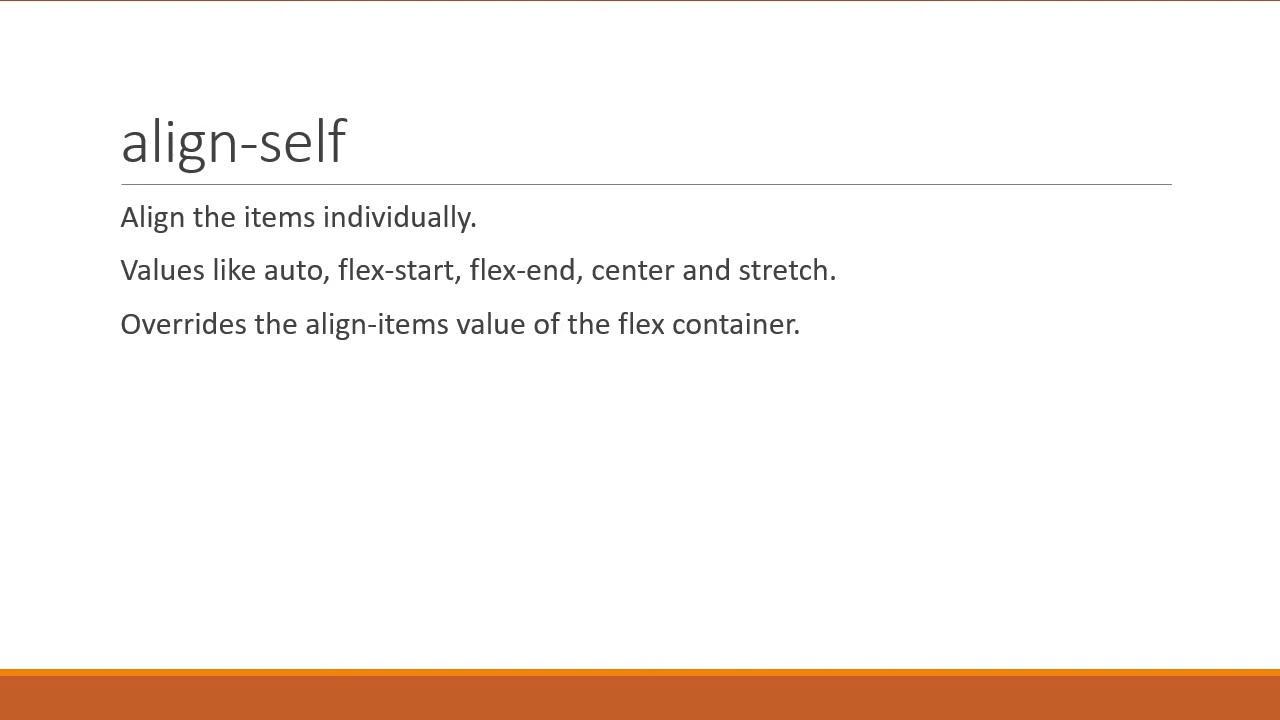 align-self
Align the items individually.
Values like auto, flex-start, flex-end, center and stretch.
Overrides the align-items value of the flex container.